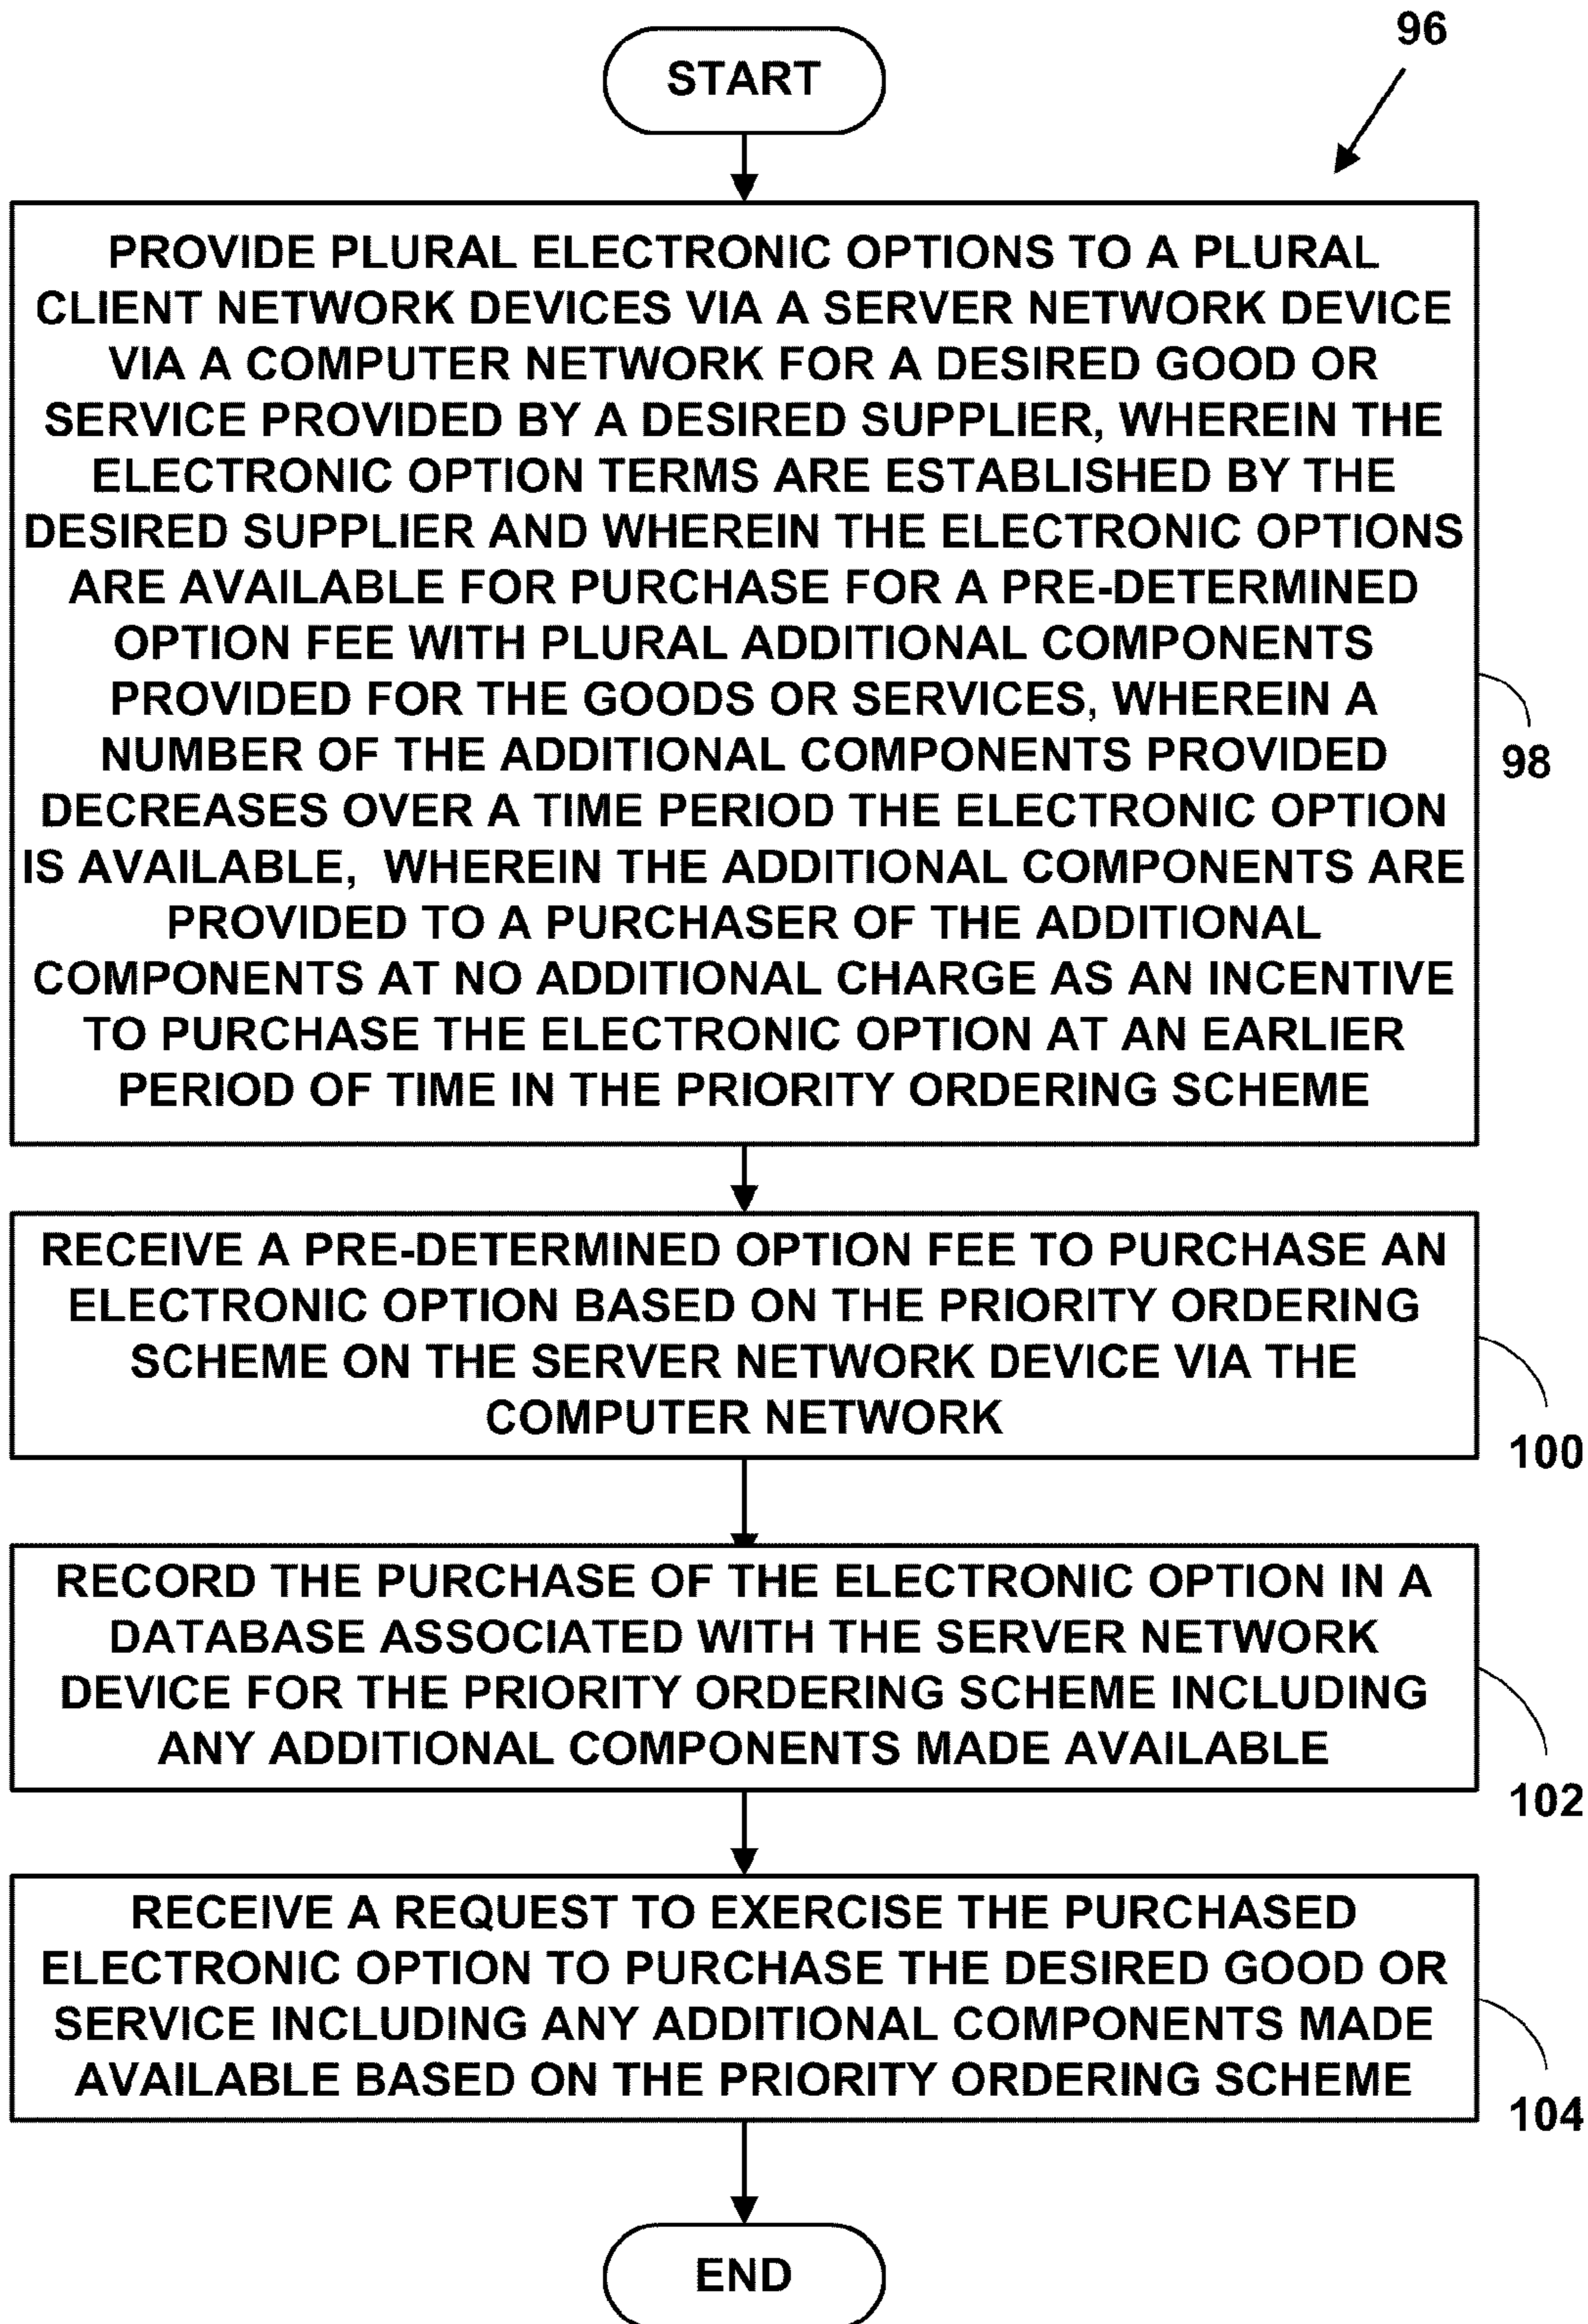 96
START
PROVIDE PLURAL ELECTRONIC OPTIONS TO A PLURAL
CLIENT NETWORK DEVICES VIA A SERVER NETWORK DEVICE
VIA A COMPUTER NETWORK FOR A DESIRED GOOD OR
SERVICE PROVIDED BY A DESIRED SUPPLIER, WHEREIN THE
ELECTRONIC OPTION TERMS ARE ESTABLISHED BY THE
DESIRED SUPPLIER AND WHEREIN THE ELECTRONIC OPTIONS
ARE AVAILABLE FOR PURCHASE FOR A PRE-DETERMINED
OPTION FEE WITH PLURAL ADDITIONAL COMPONENTS
PROVIDED FOR THE GOODS OR SERVICES, WHEREIN A
NUMBER OF THE ADDITIONAL COMPONENTS PROVIDED
DECREASES OVER A TIME PERIOD THE ELECTRONIC OPTION
IS AVAILABLE, WHEREIN THE ADDITIONAL COMPONENTS ARE
PROVIDED TO A PURCHASER OF THE ADDITIONAL
COMPONENTS AT NO ADDITIONAL CHARGE AS AN INCENTIVE
TO PURCHASE THE ELECTRONIC OPTION AT AN EARLIER
PERIOD OF TIME IN THE PRIORITY ORDERING SCHEME
98
RECEIVE A PRE-DETERMINED OPTION FEE TO PURCHASE AN
ELECTRONIC OPTION BASED ON THE PRIORITY ORDERING
SCHEME ON THE SERVER NETWORK DEVICE VIA THE
COMPUTER NETWORK
100
RECORD THE PURCHASE OF THE ELECTRONIC OPTION IN A
DATABASE ASSOCIATED WITH THE SERVER NETWORK
DEVICE FOR THE PRIORITY ORDERING SCHEME INCLUDING
ANY ADDITIONAL COMPONENTS MADE AVAILABLE
102
RECEIVE A REQUEST TO EXERCISE THE PURCHASED
ELECTRONIC OPTION TO PURCHASE THE DESIRED GOOD OR
SERVICE INCLUDING ANY ADDITIONAL COMPONENTS MADE
AVAILABLE BASED ON THE PRIORITY ORDERING SCHEME
104
END